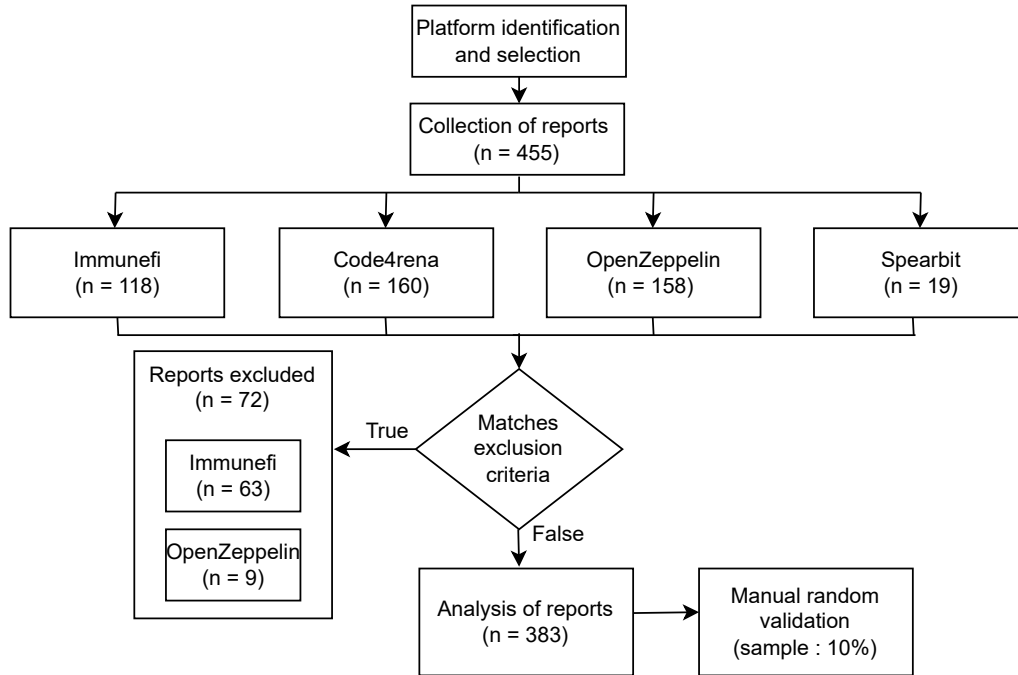 Platform identification
and selection
Collection of reports
(n = 455)
Immunefi
(n = 118)
Code4rena
(n = 160)
OpenZeppelin
(n = 158)
Spearbit
(n = 19)
Reports excluded
(n = 72)
Immunefi
(n = 63)
OpenZeppelin
(n = 9)
True
Matches
exclusion
criteria
False
Analysis of reports
(n = 383)
Manual random
validation
(sample : 10%)